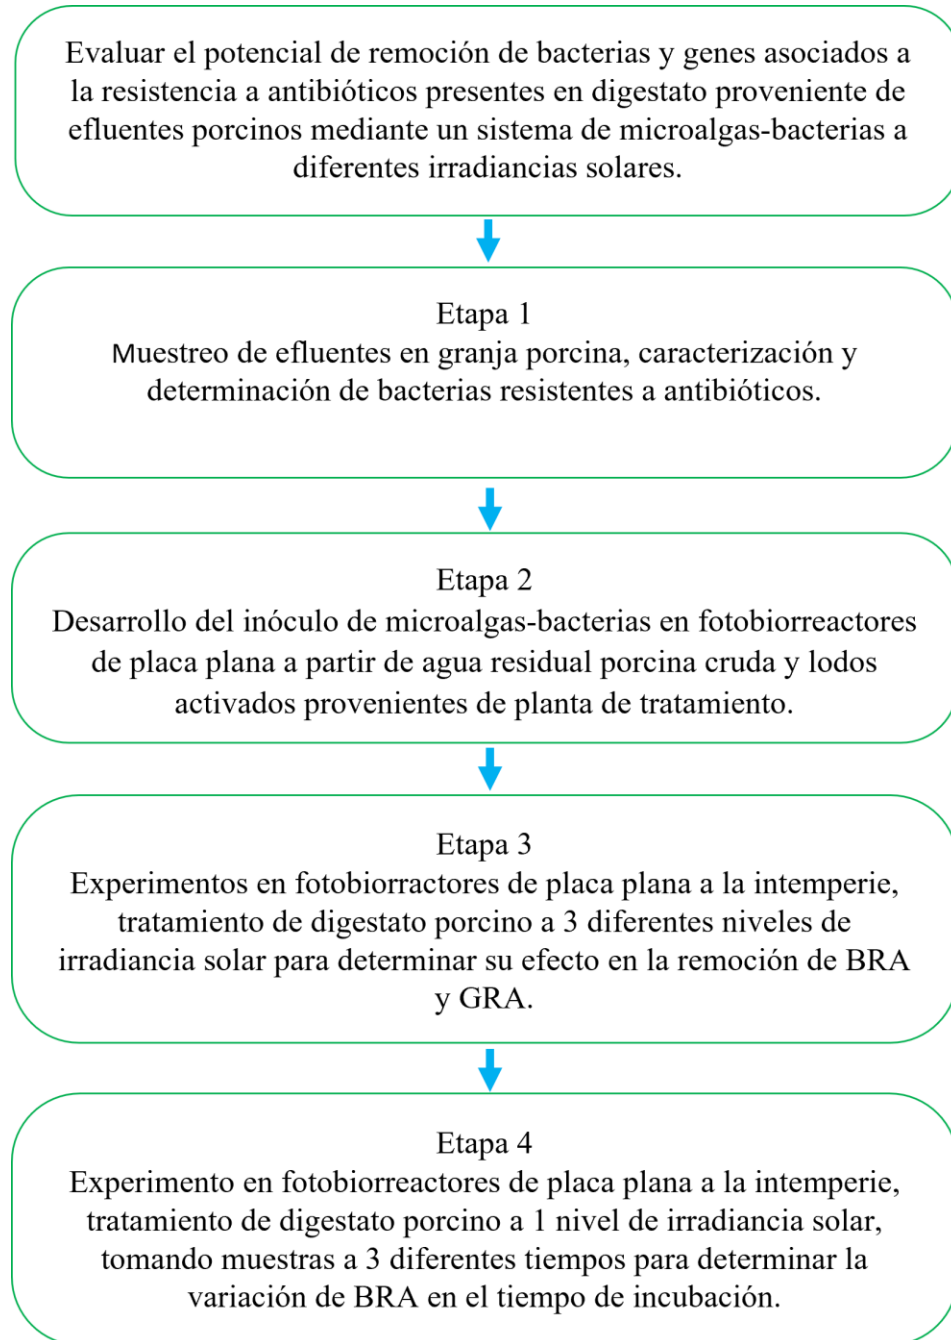 Evaluar el potencial de remoción de bacterias y genes asociados a
la resistencia a antibióticos presentes en digestato proveniente de
efluentes porcinos mediante un sistema de microalgas-bacterias a
diferentes irradiancias solares.
Etapa 1
Muestreo de efluentes en granja porcina, caracterización y
determinación de bacterias resistentes a antibióticos.
Etapa 2
Desarrollo del inóculo de microalgas-bacterias en fotobiorreactores
de placa plana a partir de agua residual porcina cruda y lodos
activados provenientes de planta de tratamiento.
Etapa 3
Experimentos en fotobiorractores de placa plana a la intemperie,
tratamiento de digestato porcino a 3 diferentes niveles de
irradiancia solar para determinar su efecto en la remoción de BRA
y GRA.
Etapa 4
Experimento en fotobiorreactores de placa plana a la intemperie,
tratamiento de digestato porcino a 1 nivel de irradiancia solar,
tomando muestras a 3 diferentes tiempos para determinar la
variación de BRA en el tiempo de incubación.